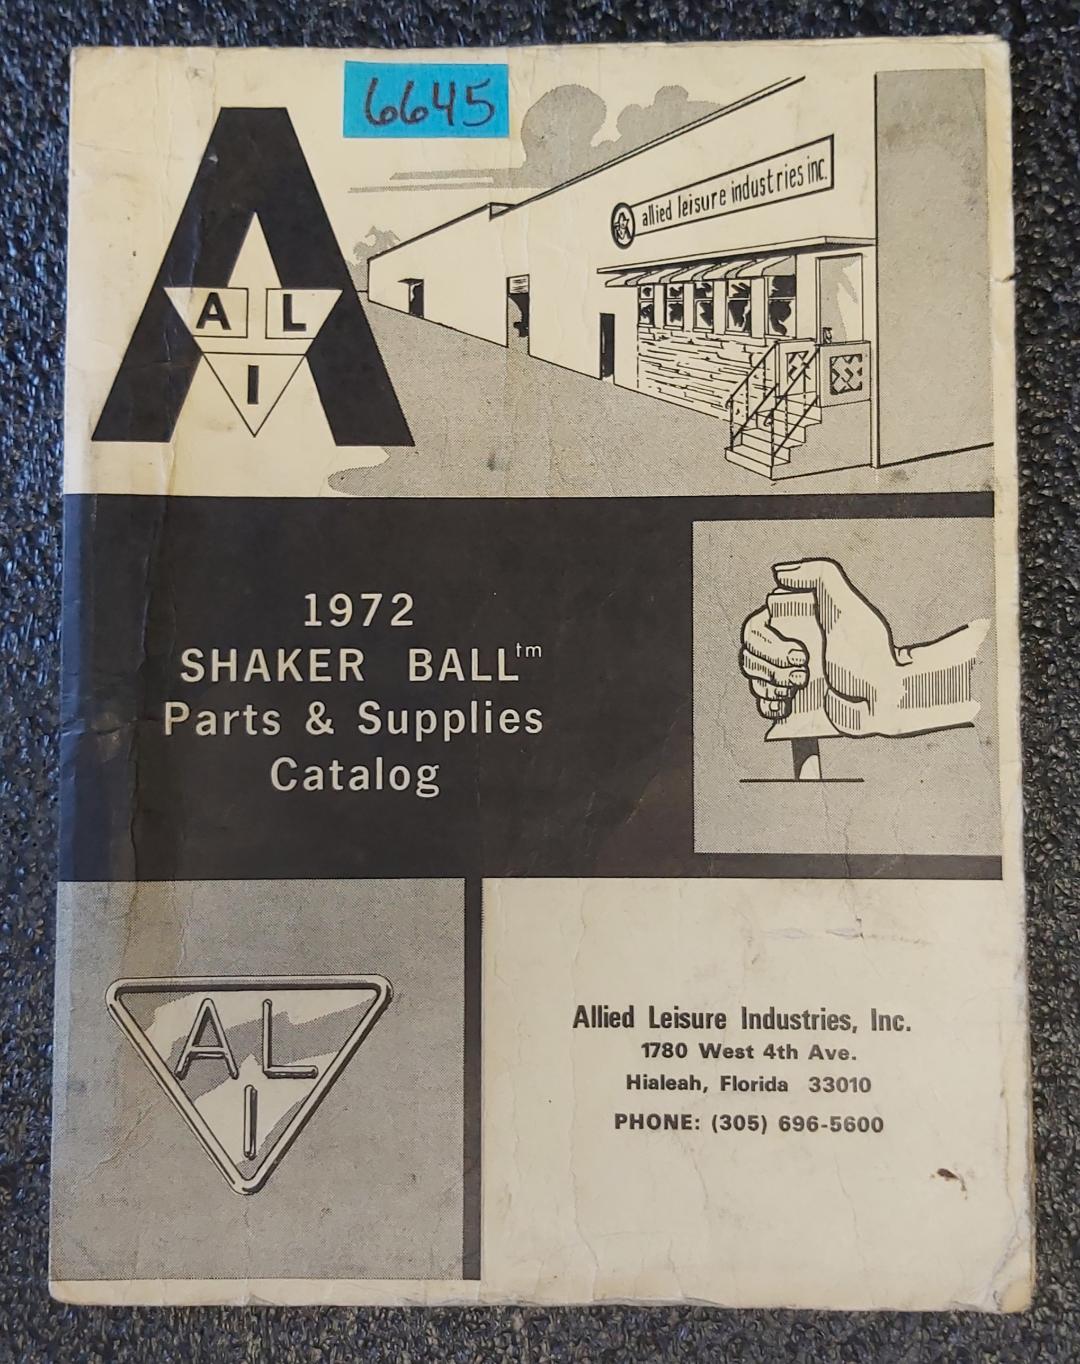 6645
allied leisure industries inc.
A L
I
1972
SHAKER BALL™
Parts & Supplies
Catalog
A L
I
Allied Leisure Industries, Inc.
1780 West 4th Ave.
Hialeah, Florida 33010
PHONE: (305) 696-5600